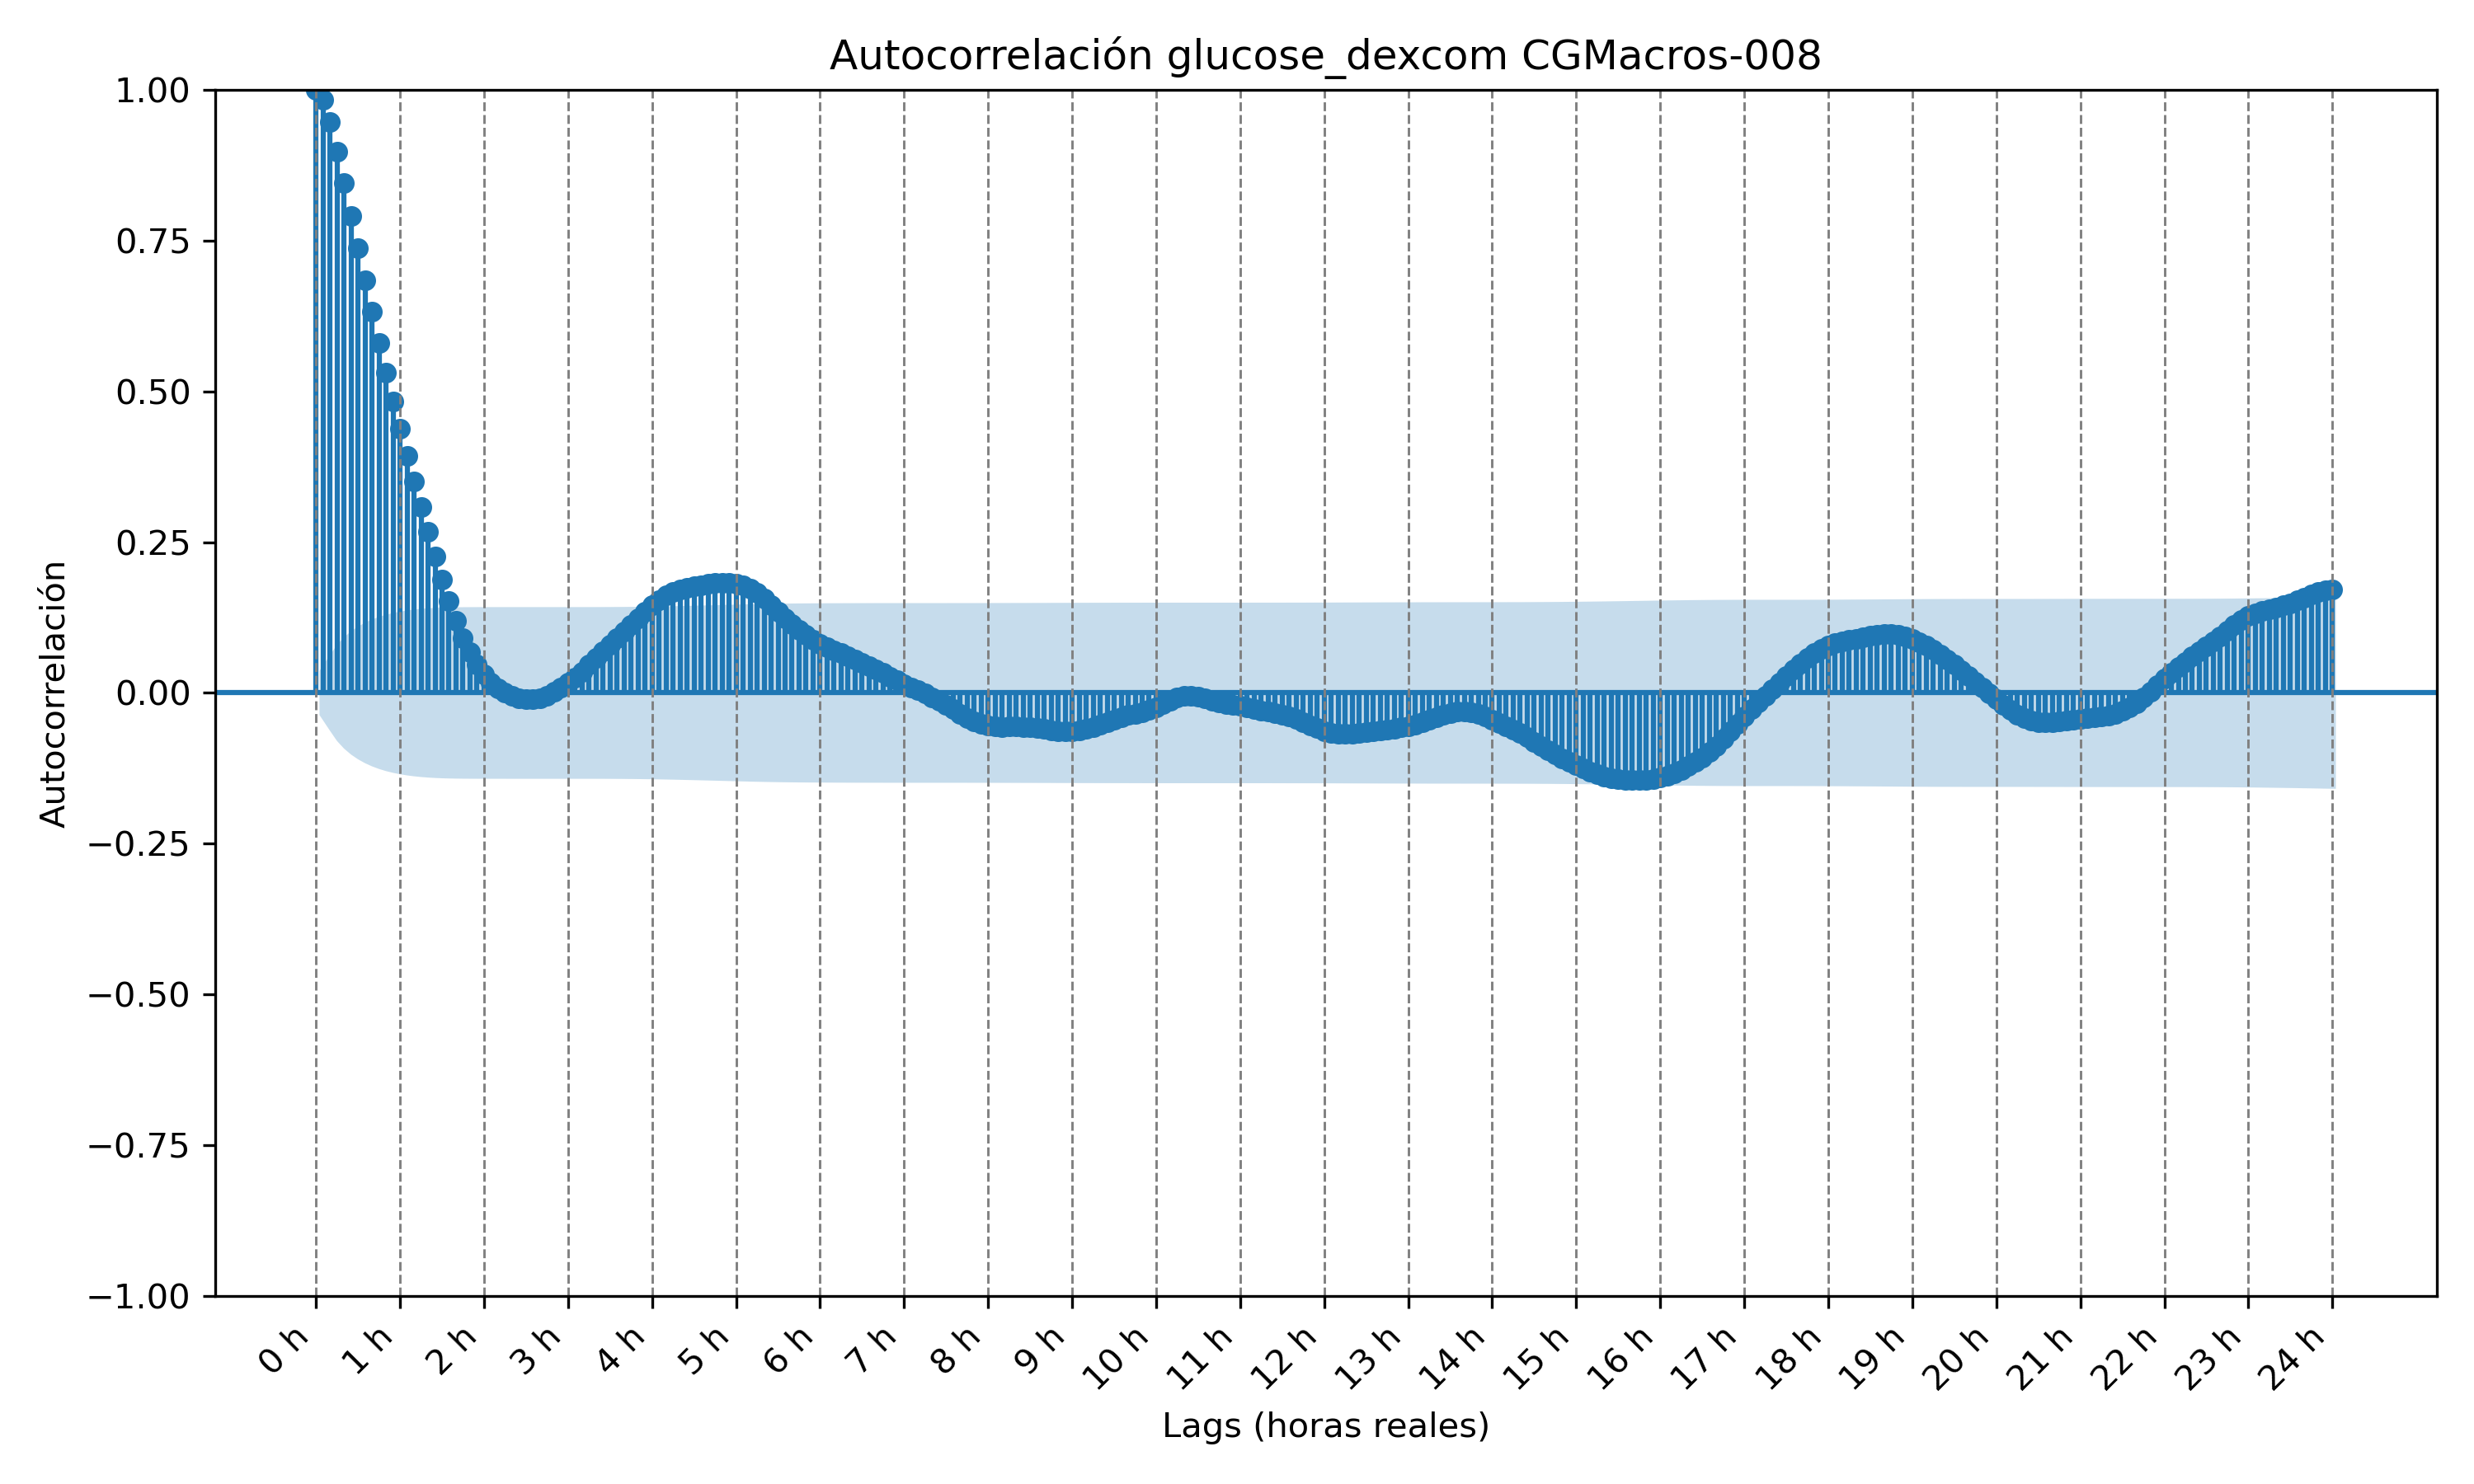 Autocorrelación glucose_dexcom CGMacros-008
1.00
0.75
0.50
0.25
0.00
−0.25
−0.50
−0.75
−1.00
Autocorrelación
0 h
1 h
2 h
3 h
4 h
5 h
6 h
7 h
8 h
9 h
10 h
11 h
12 h
13 h
14 h
15 h
16 h
17 h
18 h
19 h
20 h
21 h
22 h
23 h
24 h
Lags (horas reales)